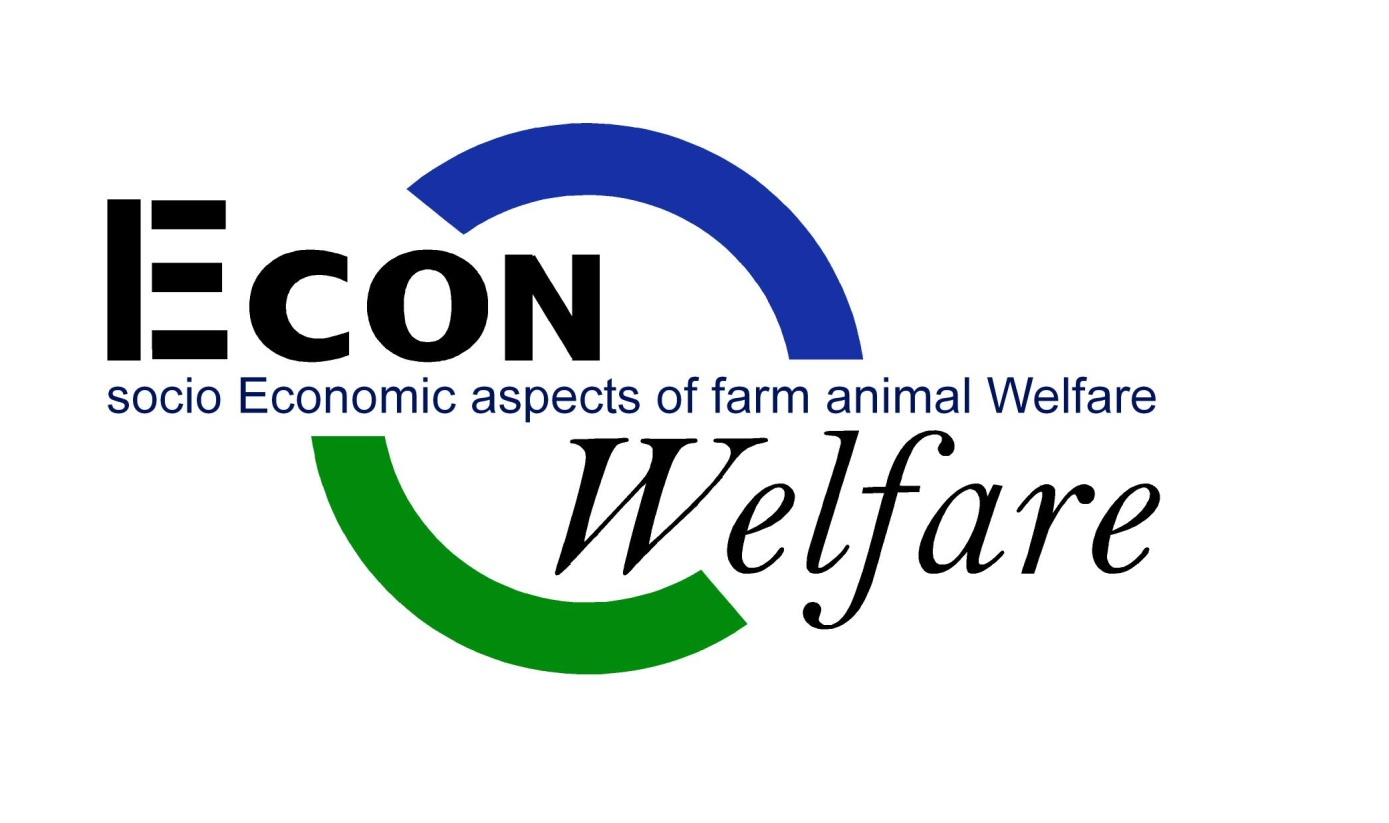 Econ
socio Economic aspects of farm animal Welfare
Welfare